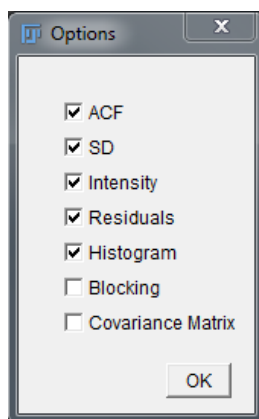 Options
ACF
SD
Intensity
Residuals
Histogram
Blocking
Covariance Matrix
OK